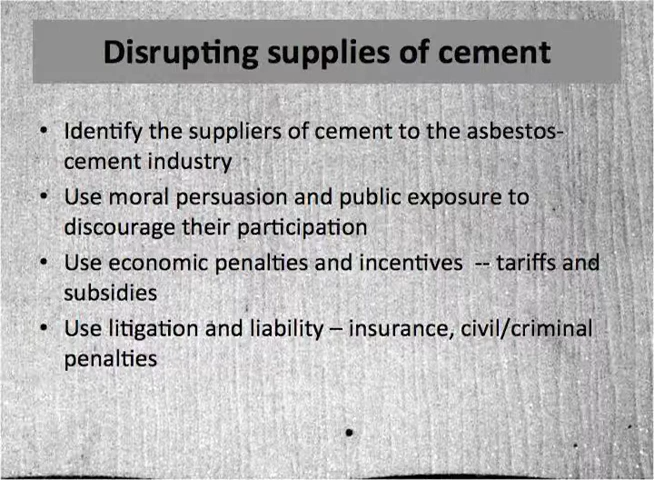 Disrupting supplies of cement
• Identify the suppliers of cement to the asbestos-
cement industry
• Use moral persuasion and public exposure to
discourage their participation
• Use economic penalties and incentives -- tariffs and
subsidies
• Use litigation and liability – insurance, civil/criminal
penalties